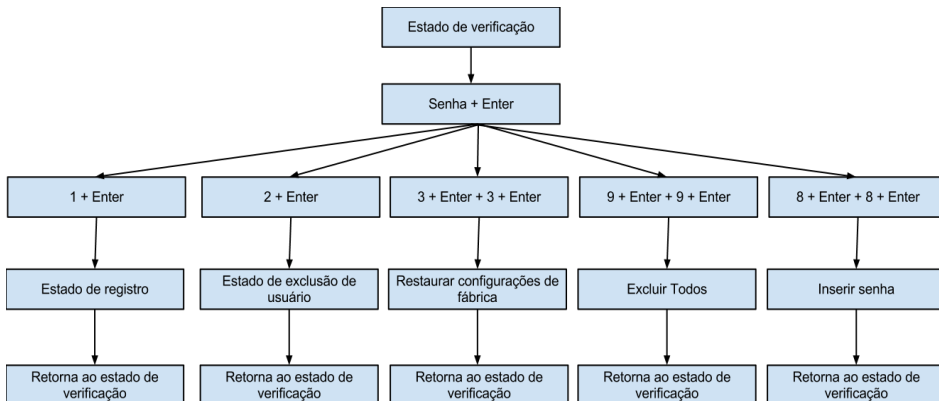 Estado de verificação
Senha + Enter
1 + Enter
2 + Enter
3 + Enter + 3 + Enter
9 + Enter + 9 + Enter
8 + Enter + 8 + Enter
Estado de registro
Estado de exclusão de
usuário
Restaurar configurações de
fábrica
Excluir Todos
Inserir senha
Retorna ao estado de
verificação
Retorna ao estado de
verificação
Retorna ao estado de
verificação
Retorna ao estado de
verificação
Retorna ao estado de
verificação